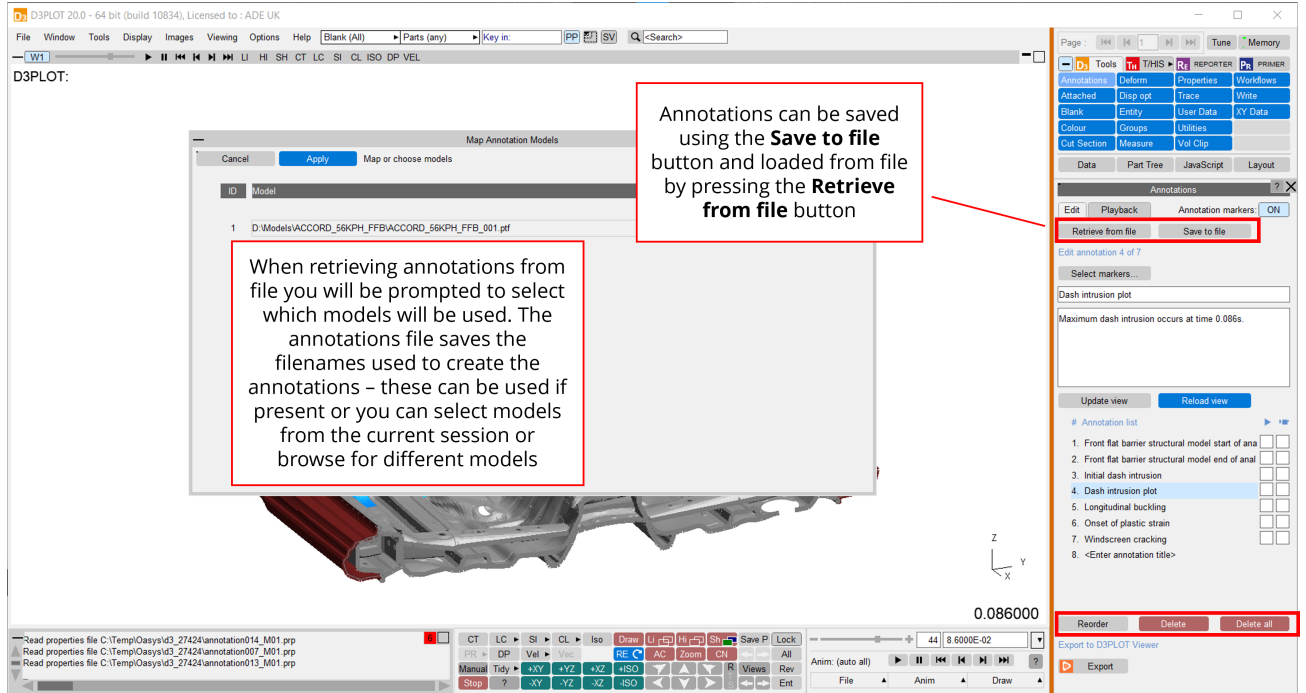 D3PLOT 20.0 - 64 bit (build 10834), Licensed to : ADE UK
File Window Tools Display Images Viewing Options Help Blank (All) Parts (any) Key in: PP SV <Search>
W1 LI HI SH CT LC SI CL ISO DP VEL
D3PLOT:
Page : 1 Tune Memory
D3 Tools TH T/HIS RE REPORTER PR PRIMER
Annotations Deform Properties Workflows
Attached Disp opt Trace Write
Blank Entity User Data XY Data
Colour Groups Utilities
Cut Section Measure Vol Clip
Data Part Tree JavaScript Layout
Map Annotation Models
Cancel Apply Map or choose models
ID Model
1 D:\Models\ACCORD_56KPH_FFB\ACCORD_56KPH_FFB_001.ptf
Annotations can be saved
using the Save to file
button and loaded from file
by pressing the Retrieve
from file button
When retrieving annotations from
file you will be prompted to select
which models will be used. The
annotations file saves the
filenames used to create the
annotations – these can be used if
present or you can select models
from the current session or
browse for different models
Annotations ? X
Edit Playback Annotation markers: ON
Retrieve from file Save to file
Edit annotation 4 of 7
Select markers...
Dash intrusion plot
Maximum dash intrusion occurs at time 0.086s.
Update view Reload view
# Annotation list
1. Front flat barrier structural model start of ana
2. Front flat barrier structural model end of anal
3. Initial dash intrusion
4. Dash intrusion plot
5. Longitudinal buckling
6. Onset of plastic strain
7. Windscreen cracking
8. <Enter annotation title>
Reorder Delete Delete all
Export to D3PLOT Viewer
Export
Z
Y
X
0.086000
Read properties file C:\Temp\Oasys\d3_27424\annotation014_M01.prp
Read properties file C:\Temp\Oasys\d3_27424\annotation007_M01.prp
Read properties file C:\Temp\Oasys\d3_27424\annotation013_M01.prp
6
CT LC SI CL Iso Draw Li Hi Sh Save P Lock
PR DP Vel Vec RE AC Zoom CN All
Manual Tidy +XY +YZ +XZ +ISO R Views Rev
Stop ? -XY -YZ -XZ -ISO S Ent
44 8.6000E-02
Anim: (auto all) ?
File Anim Draw